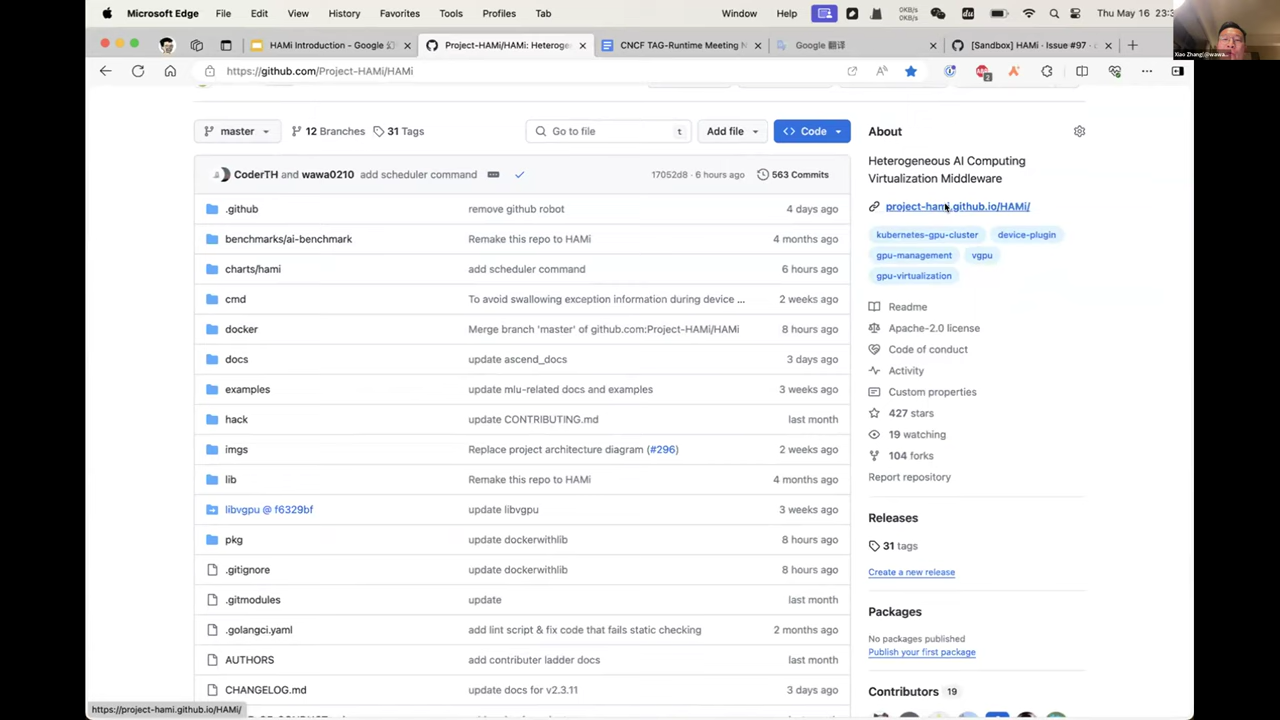 Microsoft Edge File Edit View History Favorites Tools Profiles Tab Window Help 0KB/s 0KB/s du Thu May 16 23:3
HAMi Introduction - Google 幻
Project-HAMi/HAMi: Heteroge
CNCF TAG-Runtime Meeting N
Google 翻译
[Sandbox] HAMi · Issue #97 ·
Xiao Zhang(@wawa...
https://github.com/Project-HAMi/HAMi
2
master
12 Branches
31 Tags
Go to file
t
Add file
Code
CoderTH and wawa0210 add scheduler command
17052d8 · 6 hours ago
563 Commits
.github remove github robot 4 days ago
benchmarks/ai-benchmark Remake this repo to HAMi 4 months ago
charts/hami add scheduler command 6 hours ago
cmd To avoid swallowing exception information during device ... 2 weeks ago
docker Merge branch 'master' of github.com:Project-HAMi/HAMi 8 hours ago
docs update ascend_docs 3 days ago
examples update mlu-related docs and examples 3 weeks ago
hack update CONTRIBUTING.md last month
imgs Replace project architecture diagram (#296) 2 weeks ago
lib Remake this repo to HAMi 4 months ago
libvgpu @ f6329bf update libvgpu 3 weeks ago
pkg update dockerwithlib 8 hours ago
.gitignore update dockerwithlib 8 hours ago
.gitmodules update last month
.golangci.yaml add lint script & fix code that fails static checking 2 months ago
AUTHORS add contributer ladder docs last month
CHANGELOG.md update docs for v2.3.11 3 days ago
About
Heterogeneous AI Computing
Virtualization Middleware
project-hami.github.io/HAMi/
kubernetes-gpu-cluster device-plugin
gpu-management vgpu
gpu-virtualization
Readme
Apache-2.0 license
Code of conduct
Activity
Custom properties
427 stars
19 watching
104 forks
Report repository
Releases
31 tags
Create a new release
Packages
No packages published
Publish your first package
Contributors 19
https://project-hami.github.io/HAMi/